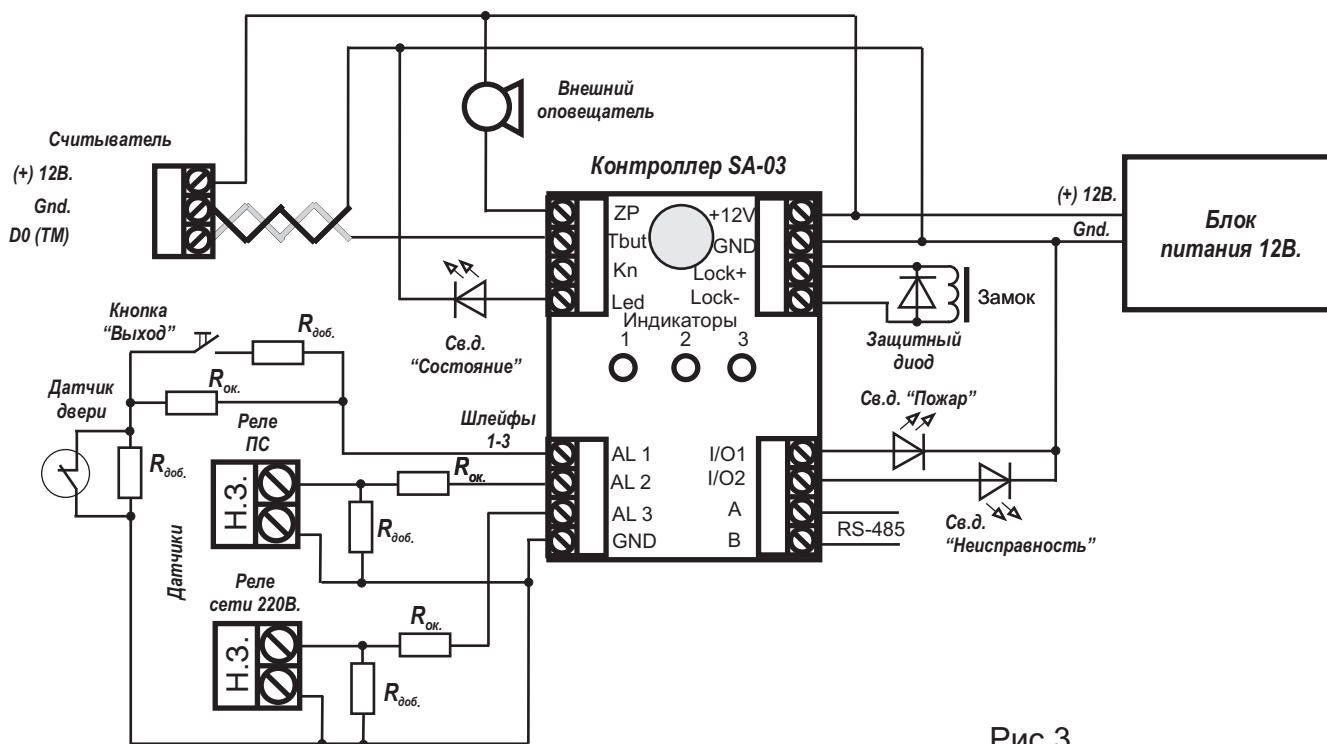 Внешний
оповещатель
Считыватель
(+) 12В.
Gnd.
D0 (TM)
Контроллер SA-03
ZP
Tbut
Kn
Led
+12V
GND
Lock+
Lock-
(+) 12В.
Gnd.
Блок
питания 12В.
Замок
Защитный
диод
Индикаторы
1 2 3
Св.д.
“Состояние”
Кнопка
“Выход”
Rдоб.
Rок.
Датчик
двери
Rдоб.
Реле
ПС
Н.З.
Шлейфы
1-3
Rок.
Rдоб.
AL 1
AL 2
AL 3
GND
I/O1
I/O2
A
B
RS-485
Св.д. “Пожар”
Св.д.
“Неисправность”
Датчики
Реле
сети 220В.
Н.З.
Rок.
Rдоб.
Рис.3